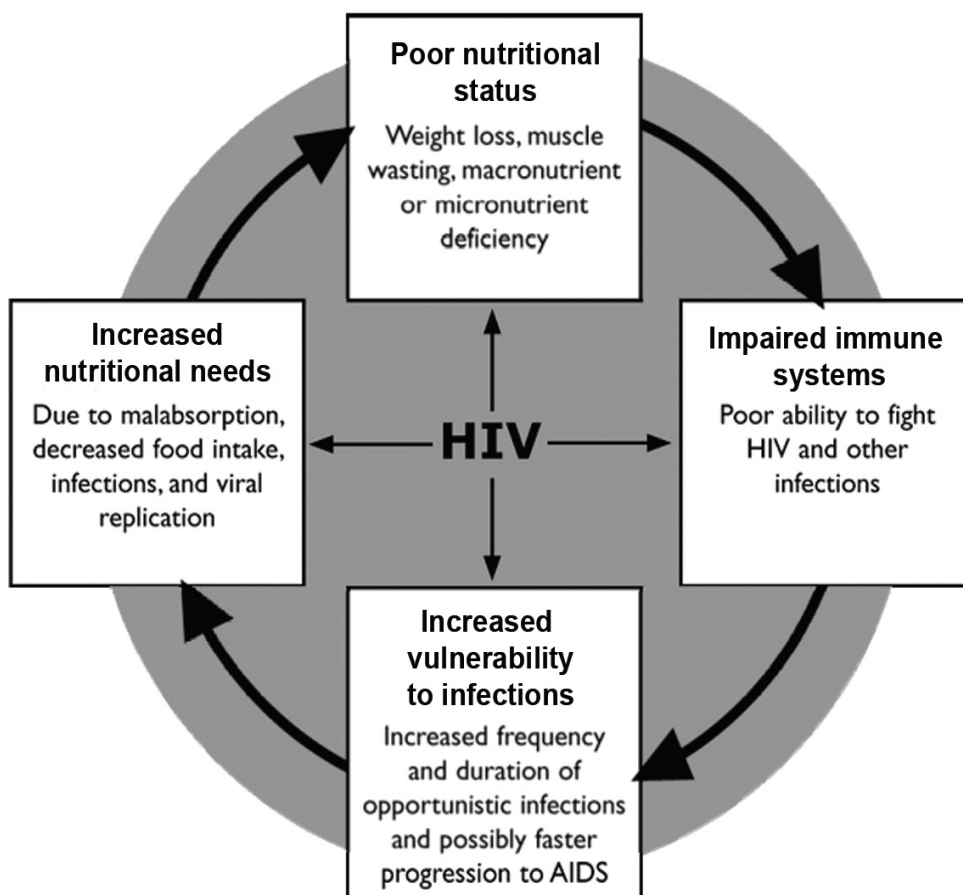 Poor nutritional
status
Weight loss, muscle
wasting, macronutrient
or micronutrient
deficiency
Increased
nutritional needs
Due to malabsorption,
decreased food intake,
infections, and viral
replication
HIV
Impaired immune
systems
Poor ability to fight
HIV and other
infections
Increased
vulnerability
to infections
Increased frequency
and duration of
opportunistic infections
and possibly faster
progression to AIDS